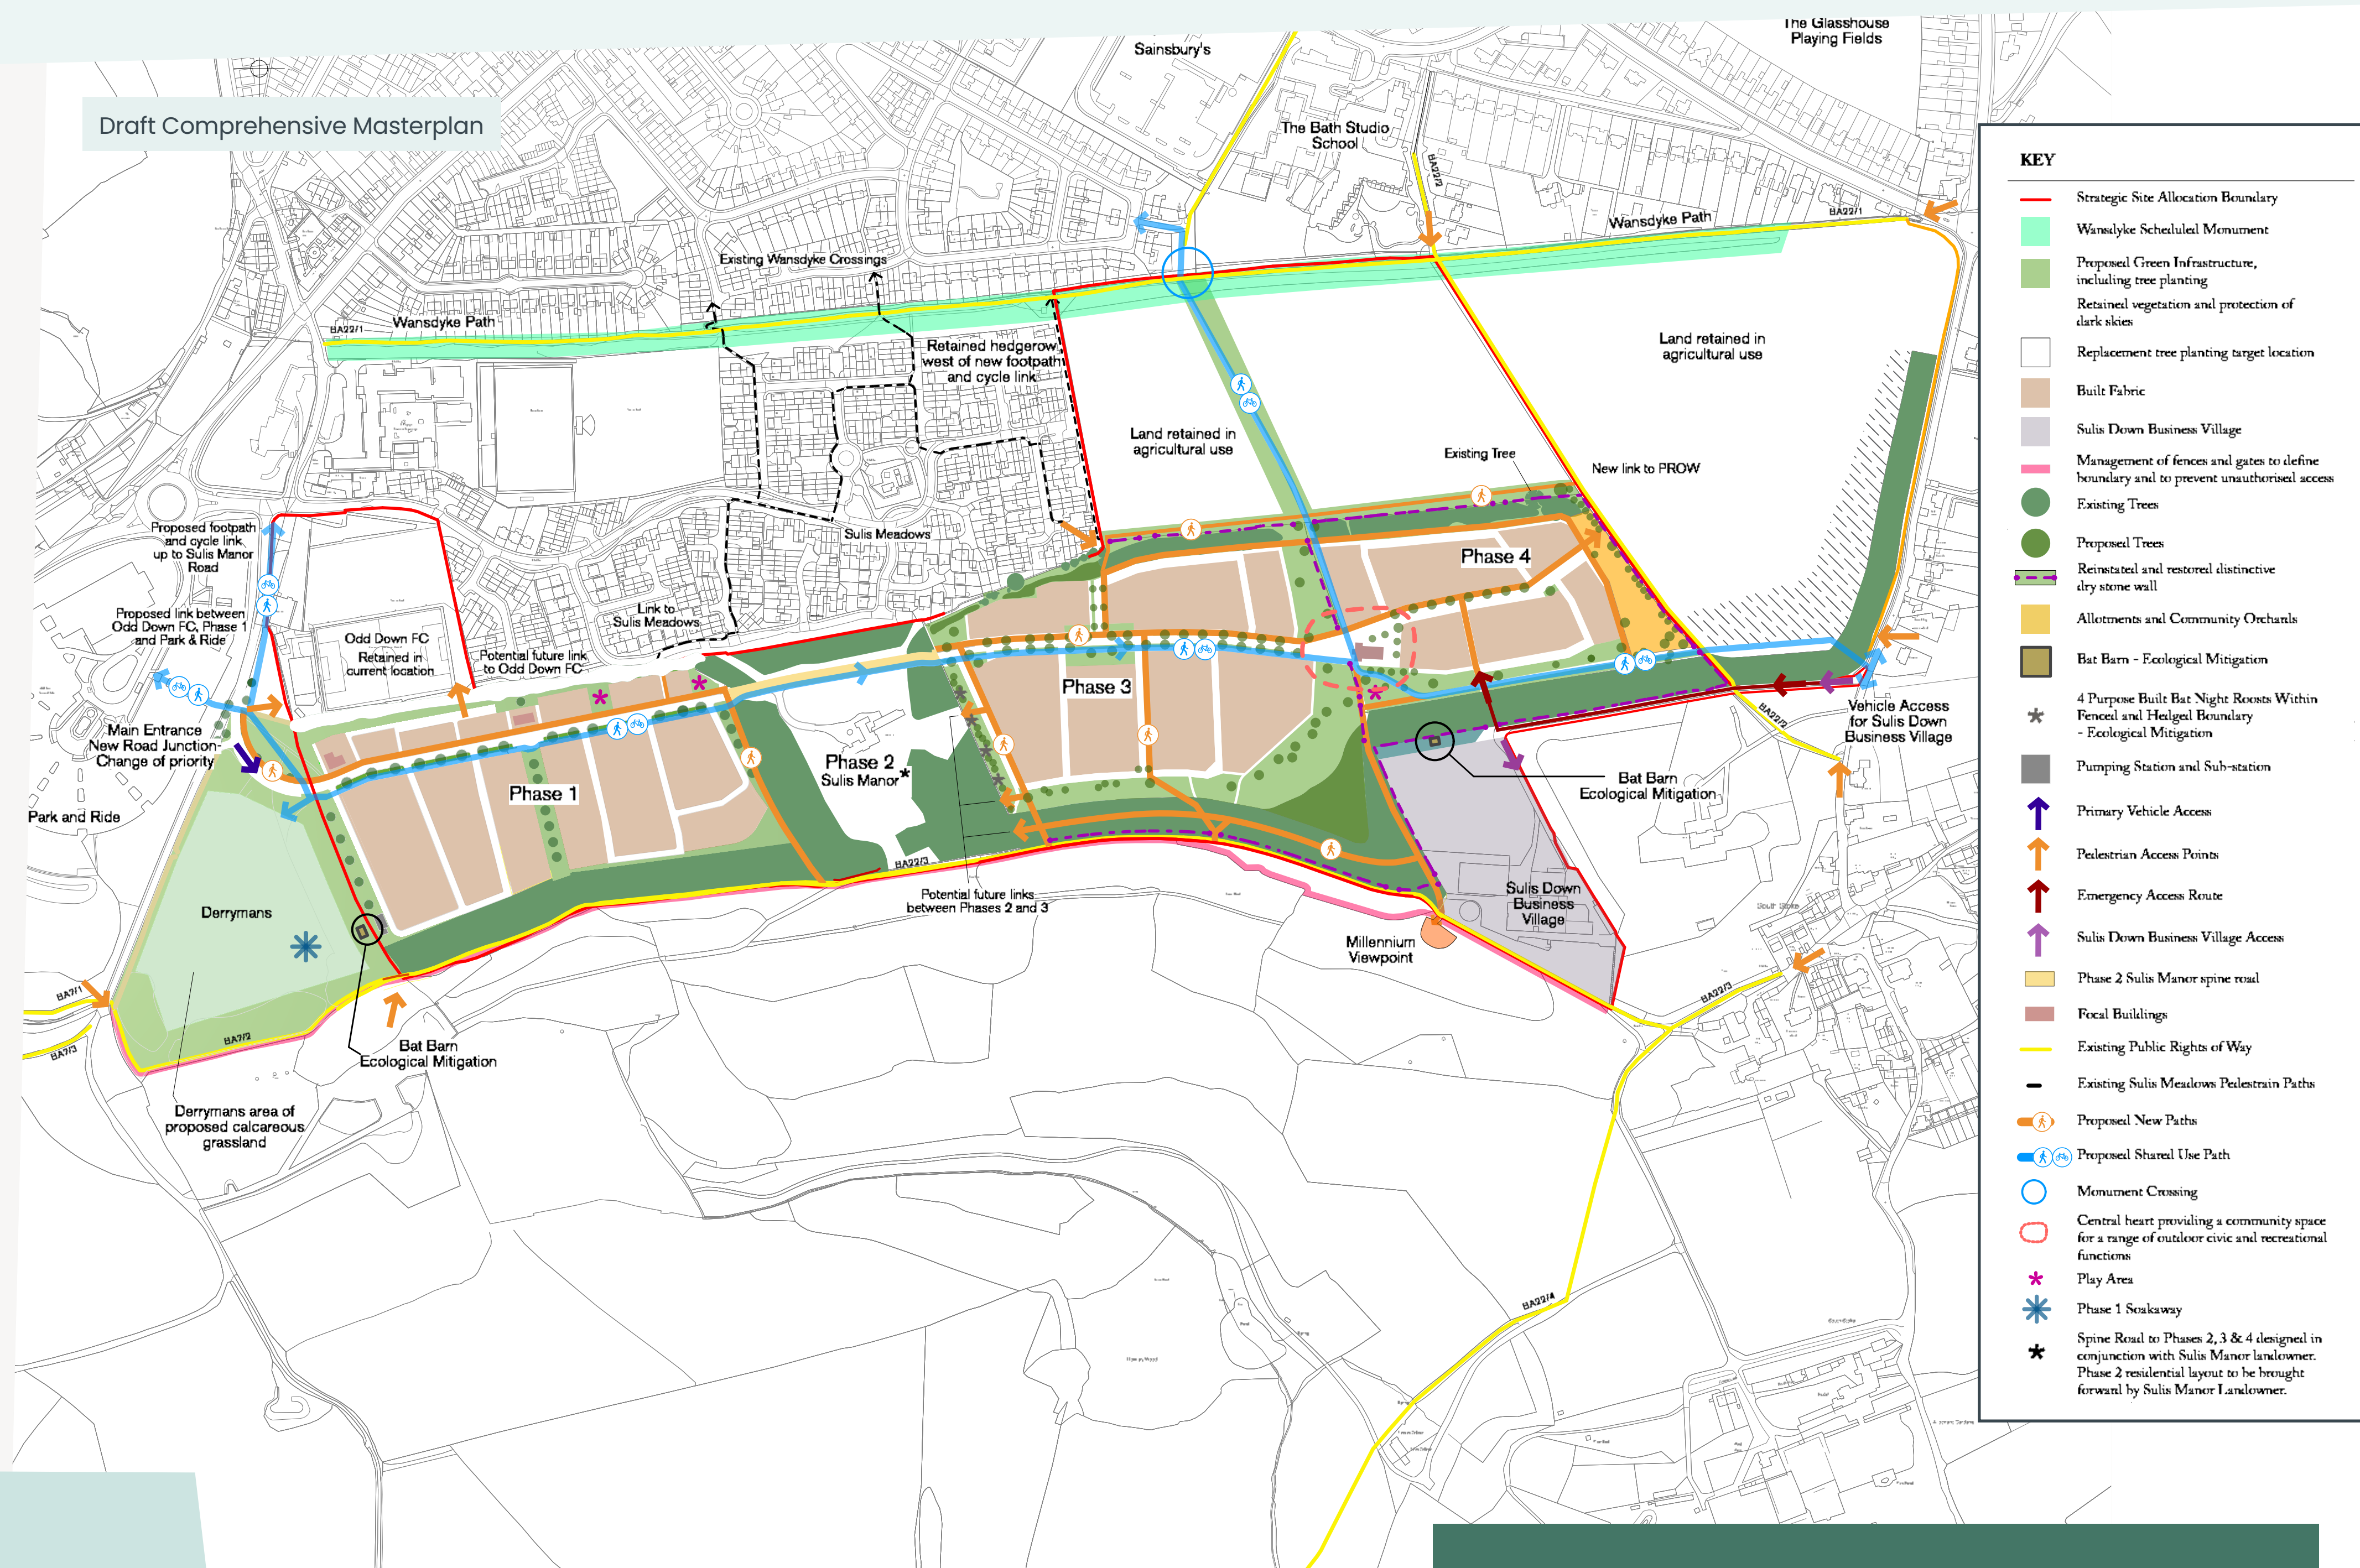 Draft Comprehensive Masterplan
Sainsbury's
The Glasshouse
Playing Fields
The Bath Studio
School
BA22/2
Wansdyke Path
BA22/1
Existing Wansdyke Crossings
BA22/1
Wansdyke Path
Retained hedgerow
west of new footpath
and cycle link
Land retained in
agricultural use
Land retained in
agricultural use
Existing Tree
New link to PROW
Proposed footpath
and cycle link
up to Sulis Manor
Road
Sulis Meadows
Phase 4
Proposed link between
Odd Down FC, Phase 1
and Park & Ride
Link to
Sulis Meadows
Odd Down FC
Retained in
current location
Potential future link
to Odd Down FC
Phase 3
Main Entrance
New Road Junction-
Change of priority
Phase 2
Sulis Manor*
Phase 1
BA22/2
Vehicle Access
for Sulis Down
Business Village
Bat Barn
Ecological Mitigation
Park and Ride
BA22/3
Potential future links
between Phases 2 and 3
Sulis Down
Business
Village
Derrymans
Millennium
Viewpoint
South Stoke
BA7/1
BA22/3
BA7/2
BA7/3
Bat Barn
Ecological Mitigation
Derrymans area of
proposed calcareous
grassland
BA22/4
KEY
Strategic Site Allocation Boundary
Wansdyke Scheduled Monument
Proposed Green Infrastructure,
including tree planting
Retained vegetation and protection of
dark skies
Replacement tree planting target location
Built Fabric
Sulis Down Business Village
Management of fences and gates to define
boundary and to prevent unauthorised access
Existing Trees
Proposed Trees
Reinstated and restored distinctive
dry stone wall
Allotments and Community Orchards
Bat Barn - Ecological Mitigation
4 Purpose Built Bat Night Roosts Within
Fenced and Hedged Boundary
- Ecological Mitigation
Pumping Station and Sub-station
Primary Vehicle Access
Pedestrian Access Points
Emergency Access Route
Sulis Down Business Village Access
Phase 2 Sulis Manor spine road
Focal Buildings
Existing Public Rights of Way
Existing Sulis Meadows Pedestrain Paths
Proposed New Paths
Proposed Shared Use Path
Monument Crossing
Central heart providing a community space
for a range of outdoor civic and recreational
functions
Play Area
Phase 1 Soakaway
Spine Road to Phases 2, 3 & 4 designed in
conjunction with Sulis Manor landowner.
Phase 2 residential layout to be brought
forward by Sulis Manor Landowner.